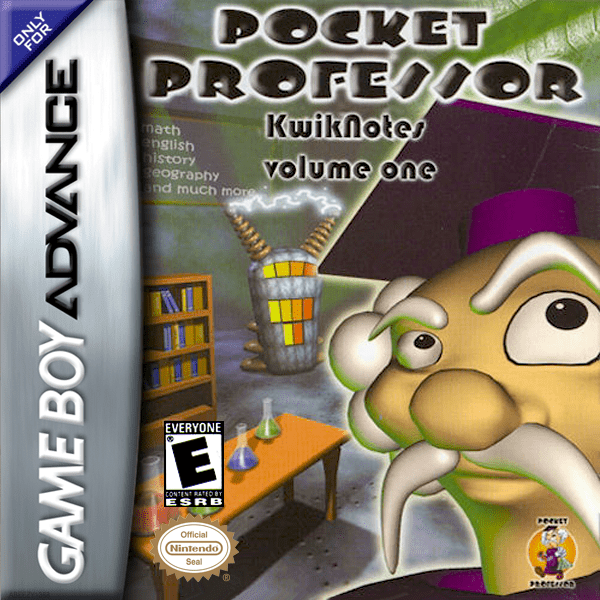 ONLY
FOR
GAME BOY ADVANCE
POCKET
PROFESSOR
KwikNotes
volume one
math
english
history
geography
and much more
EVERYONE
E
®
CONTENT RATED BY
ESRB
Official
Nintendo
Seal
®
POCKET
PROFESSOR